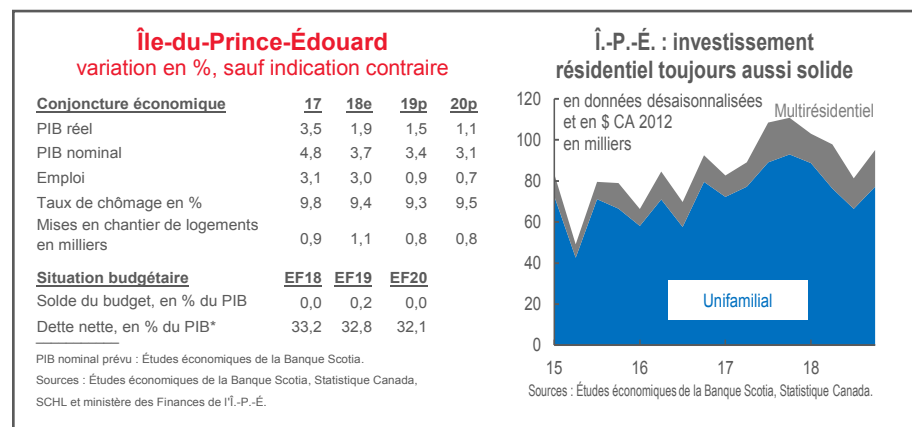 Île-du-Prince-Édouard
variation en %, sauf indication contraire
Conjoncture économique 17 18e 19p 20p
PIB réel 3,5 1,9 1,5 1,1
PIB nominal 4,8 3,7 3,4 3,1
Emploi 3,1 3,0 0,9 0,7
Taux de chômage en % 9,8 9,4 9,3 9,5
Mises en chantier de logements
en milliers 0,9 1,1 0,8 0,8
Situation budgétaire EF18 EF19 EF20
Solde du budget, en % du PIB 0,0 0,2 0,0
Dette nette, en % du PIB* 33,2 32,8 32,1
PIB nominal prévu : Études économiques de la Banque Scotia.
Sources : Études économiques de la Banque Scotia, Statistique Canada,
SCHL et ministère des Finances de l'Î.-P.-É.
Î.-P.-É. : investissement
résidentiel toujours aussi solide
en données désaisonnalisées
et en $ CA 2012
en milliers
Multirésidentiel
Unifamilial
120
100
80
60
40
20
0
15 16 17 18
Sources : Études économiques de la Banque Scotia, Statistique Canada.